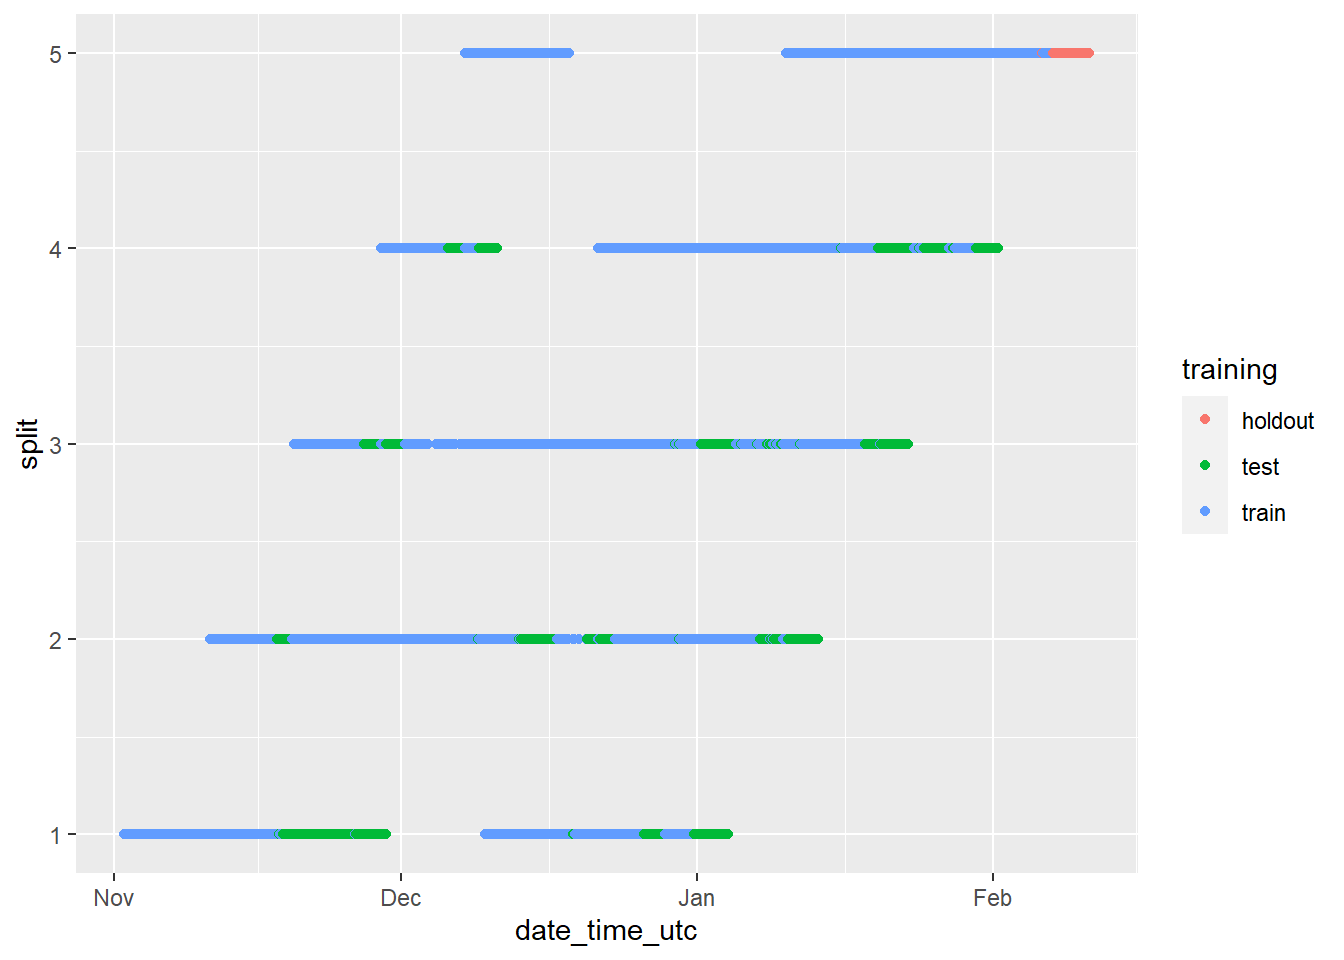 5
4
3
2
1
split
Nov Dec Jan Feb
date_time_utc
training
holdout
test
train